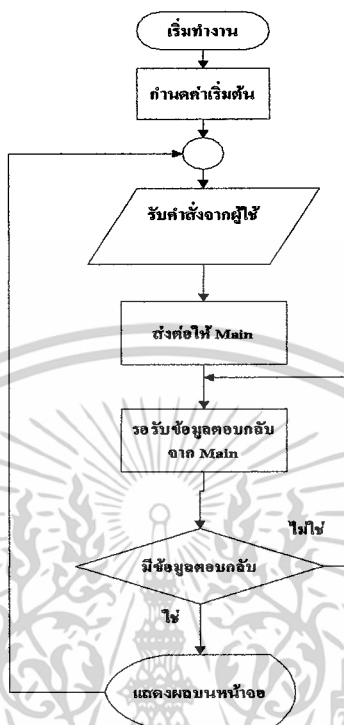 เริ่มทำงาน
กำนดค่าเริ่มต้น
รับคำสั่งจากผู้ใช้
ส่งต่อให้ Main
รอรับข้อมูลตอบกลับ
จาก Main
ไม่ใช่
มีข้อมูลตอบกลับ
ใช่
แสดงผลบนหน้าจอ